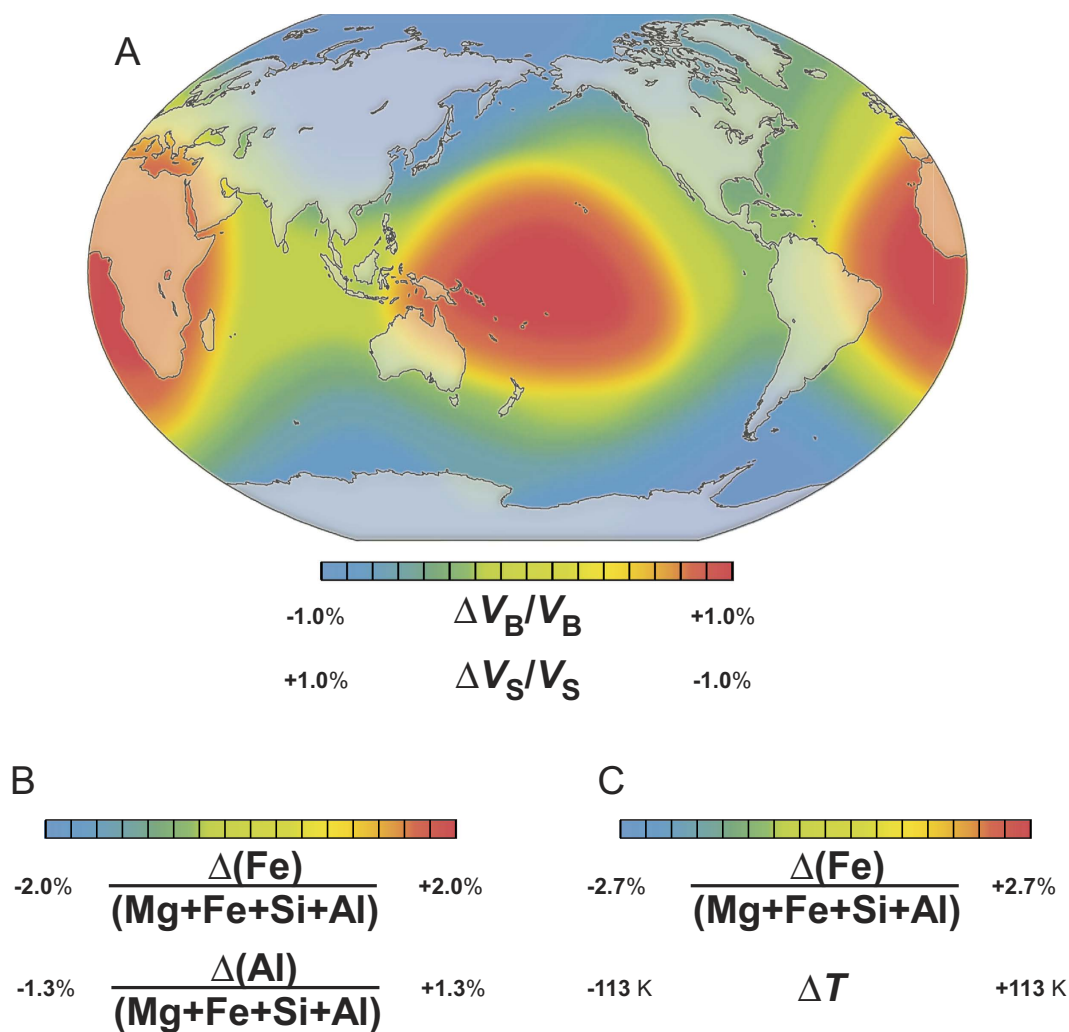 A
-1.0% ΔV_B/V_B +1.0%
+1.0% ΔV_S/V_S -1.0%
B C
Δ(Fe) Δ(Fe)
-2.0% +2.0% -2.7% +2.7%
(Mg+Fe+Si+Al) (Mg+Fe+Si+Al)
Δ(Al)
-1.3% +1.3% -113 K ΔT +113 K
(Mg+Fe+Si+Al)